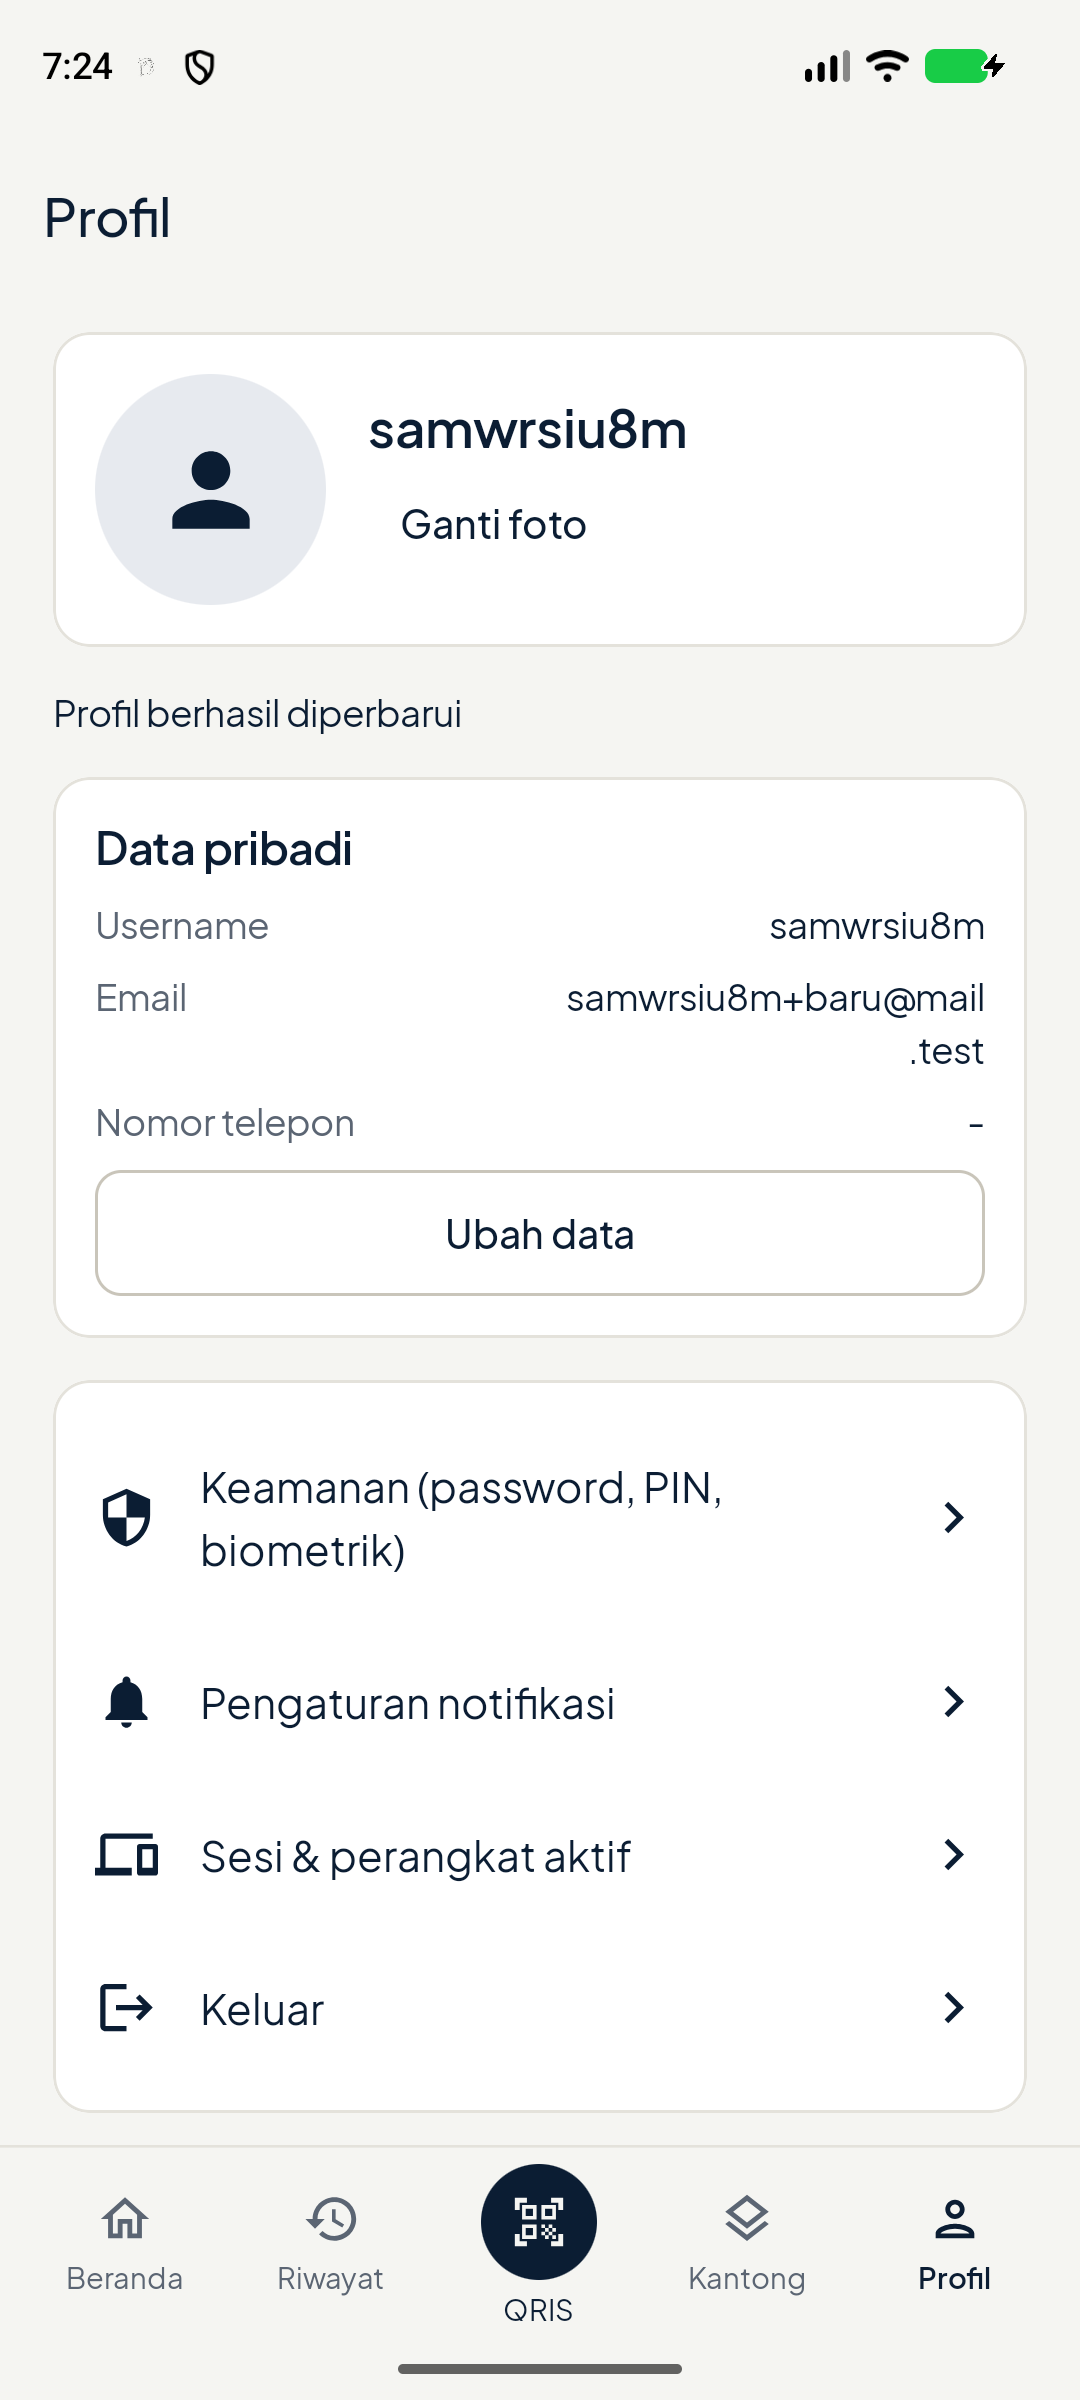 7:24
Profil
samwrsiu8m
Ganti foto
Profil berhasil diperbarui
Data pribadi
Username samwrsiu8m
Email samwrsiu8m+baru@mail
.test
Nomor telepon -
Ubah data
Keamanan (password, PIN,
biometrik)
Pengaturan notifikasi
Sesi & perangkat aktif
Keluar
Beranda Riwayat QRIS Kantong Profil